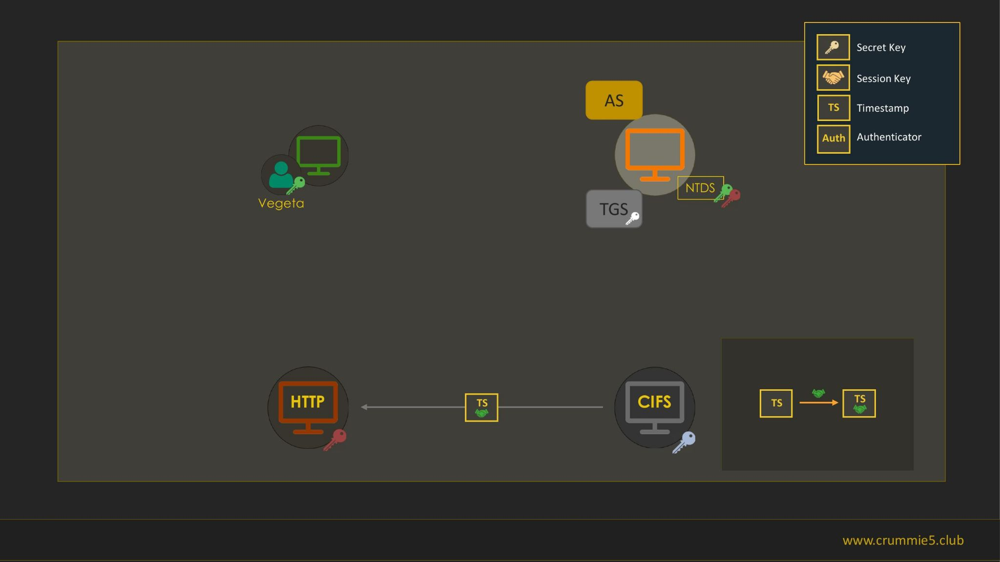 Secret Key
Session Key
TS Timestamp
Auth Authenticator
AS
NTDS
TGS
Vegeta
HTTP
TS
CIFS
TS
TS
www.crummie5.club